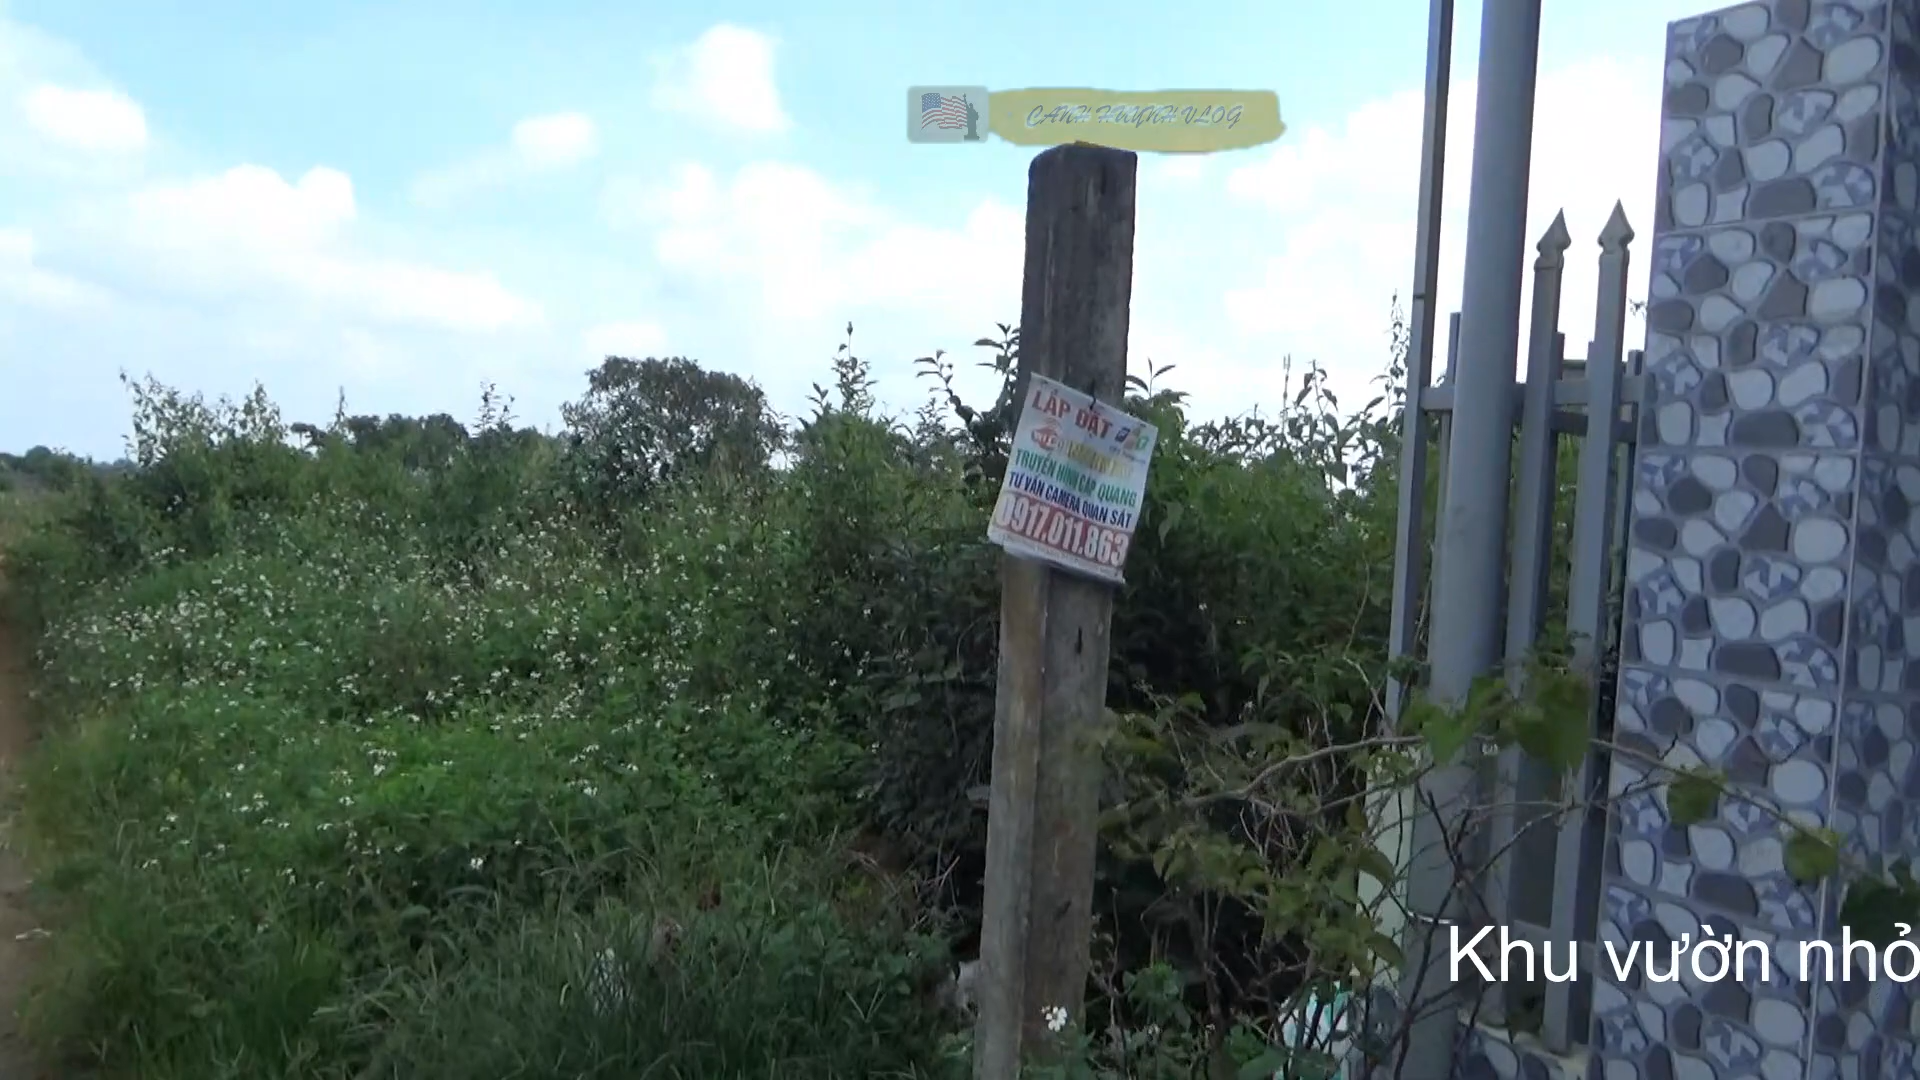 CANH HUYNH VLOG
LẮP ĐẶT
TRUYỀN HÌNH CÁP QUANG
TƯ VẤN CAMERA QUAN SÁT
0917.011.863
Khu vườn nhỏ